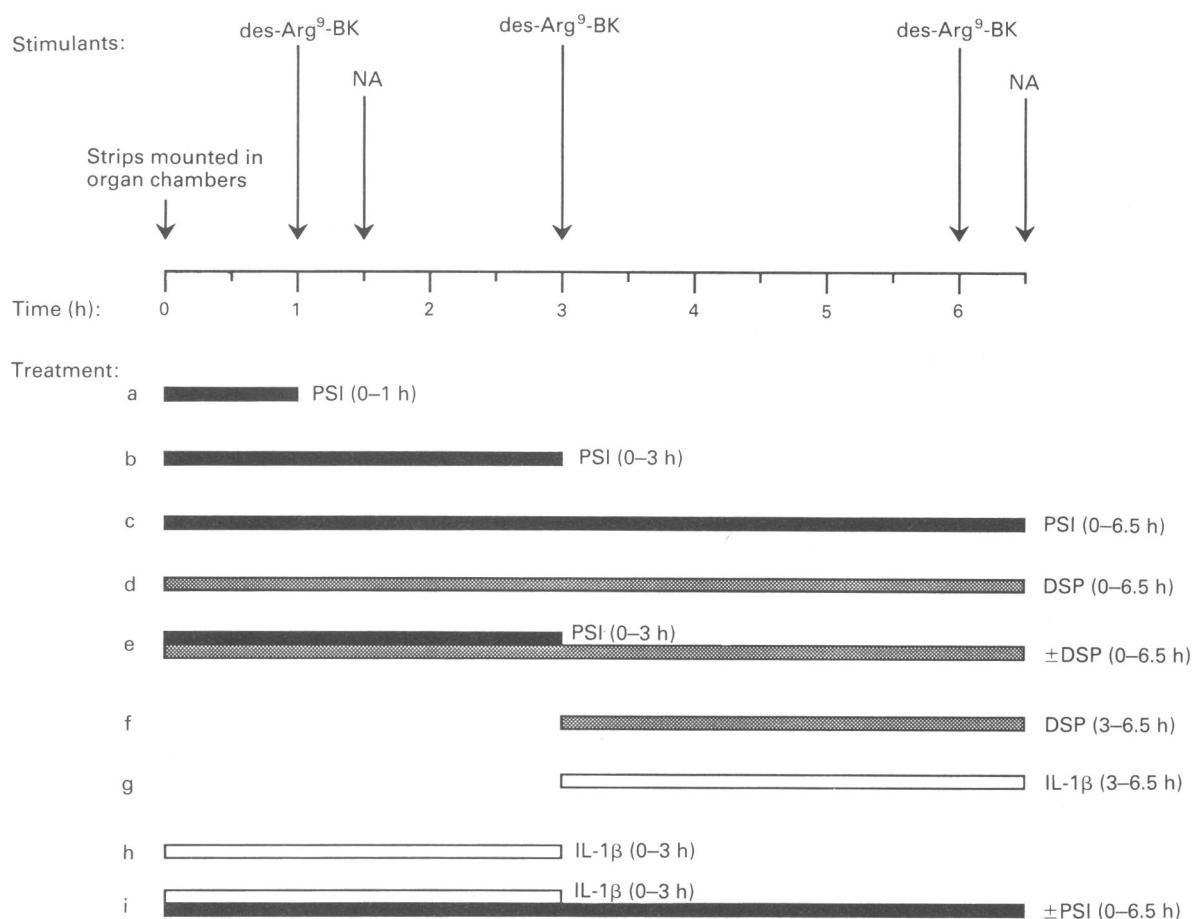 Stimulants:
des-Arg⁹-BK
des-Arg⁹-BK
des-Arg⁹-BK
NA
NA
Strips mounted in
organ chambers
Time (h):
0 1 2 3 4 5 6
Treatment:
a PSI (0–1 h)
b PSI (0–3 h)
c PSI (0–6.5 h)
d DSP (0–6.5 h)
PSI (0–3 h)
e ±DSP (0–6.5 h)
f DSP (3–6.5 h)
g IL-1β (3–6.5 h)
h IL-1β (0–3 h)
IL-1β (0–3 h)
i ±PSI (0–6.5 h)